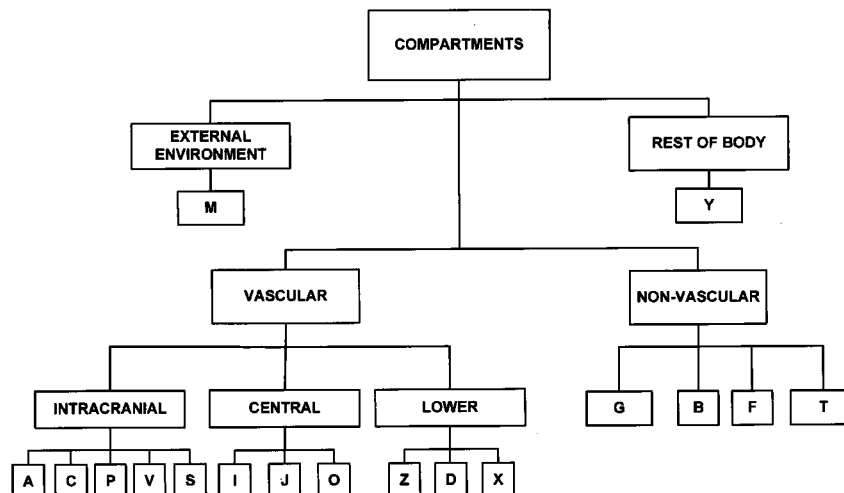 COMPARTMENTS
EXTERNAL
ENVIRONMENT
REST OF BODY
M
Y
VASCULAR
NON-VASCULAR
INTRACRANIAL
CENTRAL
LOWER
G B F T
A C P V S I J O Z D X